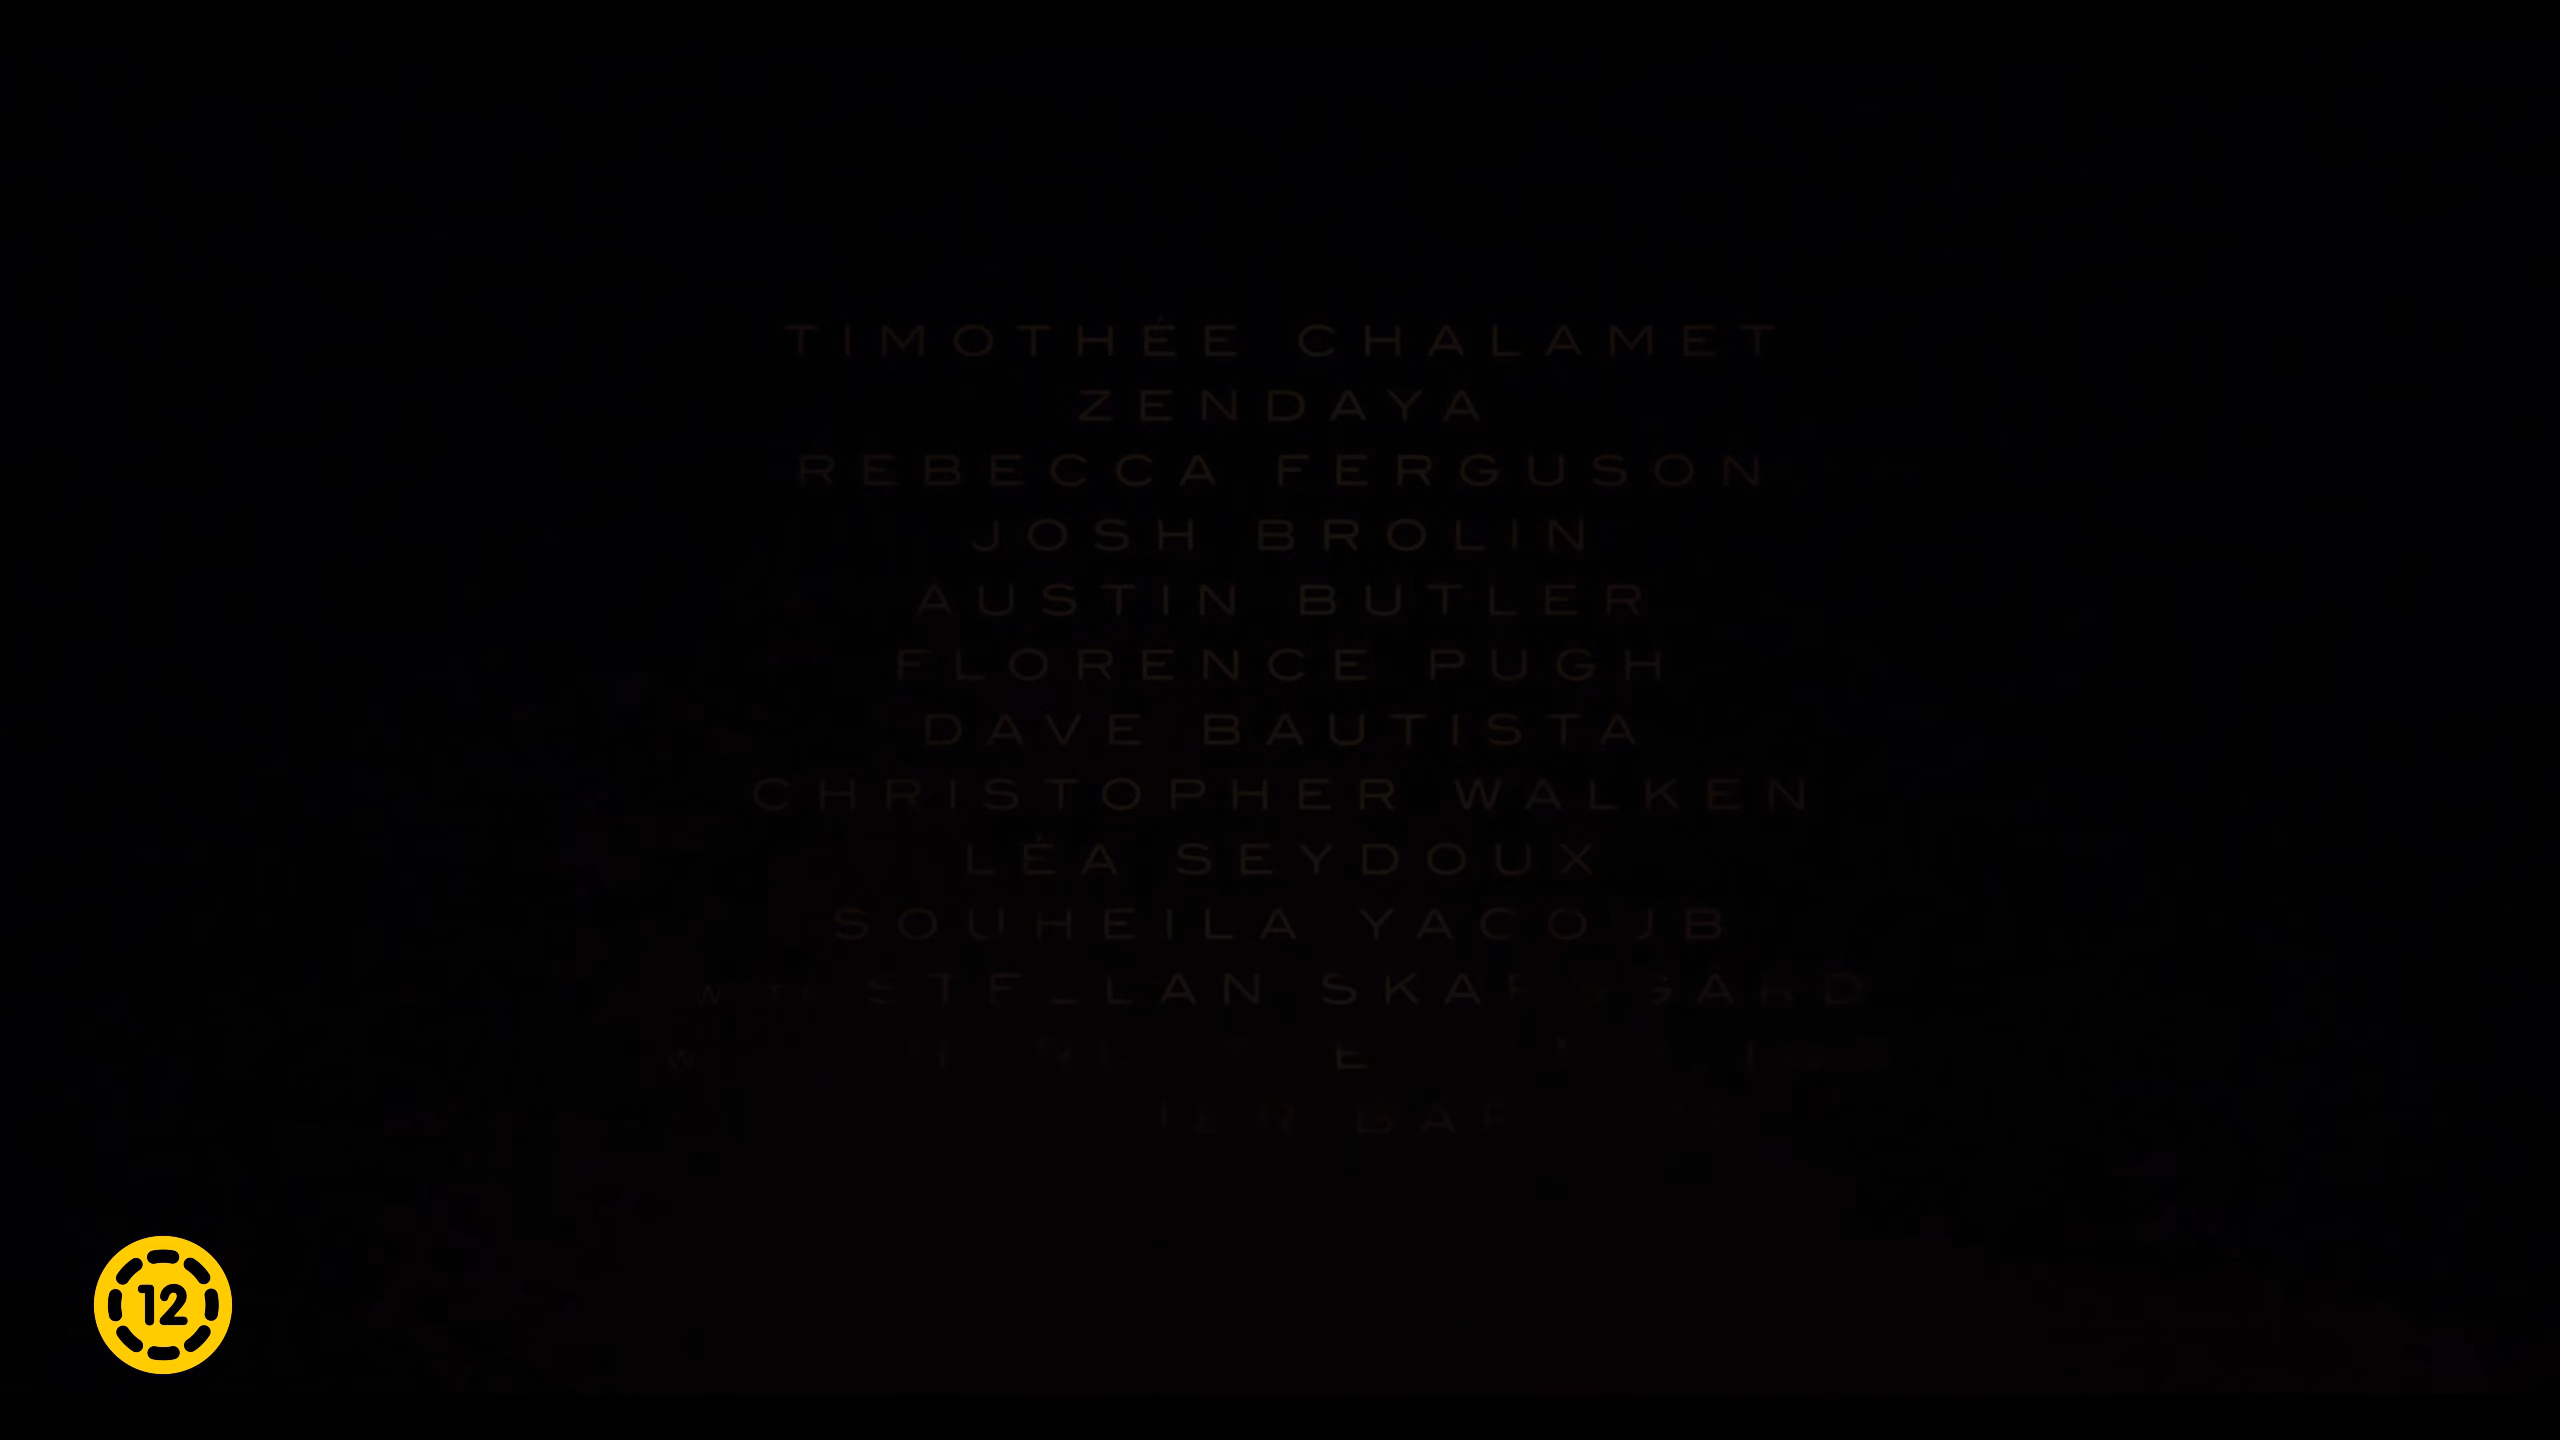 TIMOTHÉE CHALAMET
ZENDAYA
REBECCA FERGUSON
JOSH BROLIN
AUSTIN BUTLER
FLORENCE PUGH
DAVE BAUTISTA
CHRISTOPHER WALKEN
LÉA SEYDOUX
SOUHEILA YACOUB
STELLAN SKARSGÅRD
12